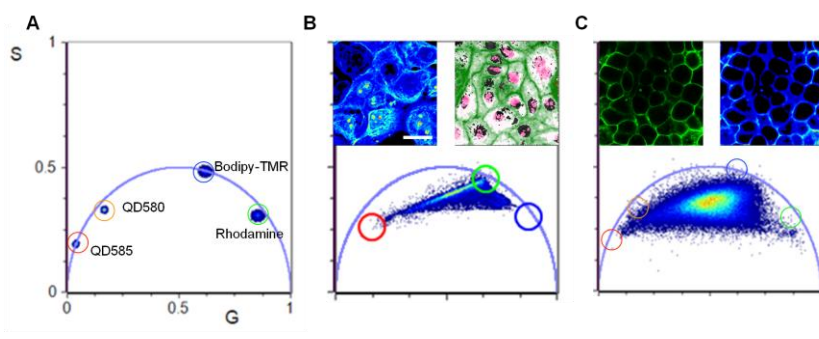 A
B
C
S
1
0.5
0
Bodipy-TMR
QD580
Rhodamine
QD585
0
0.5
1
G